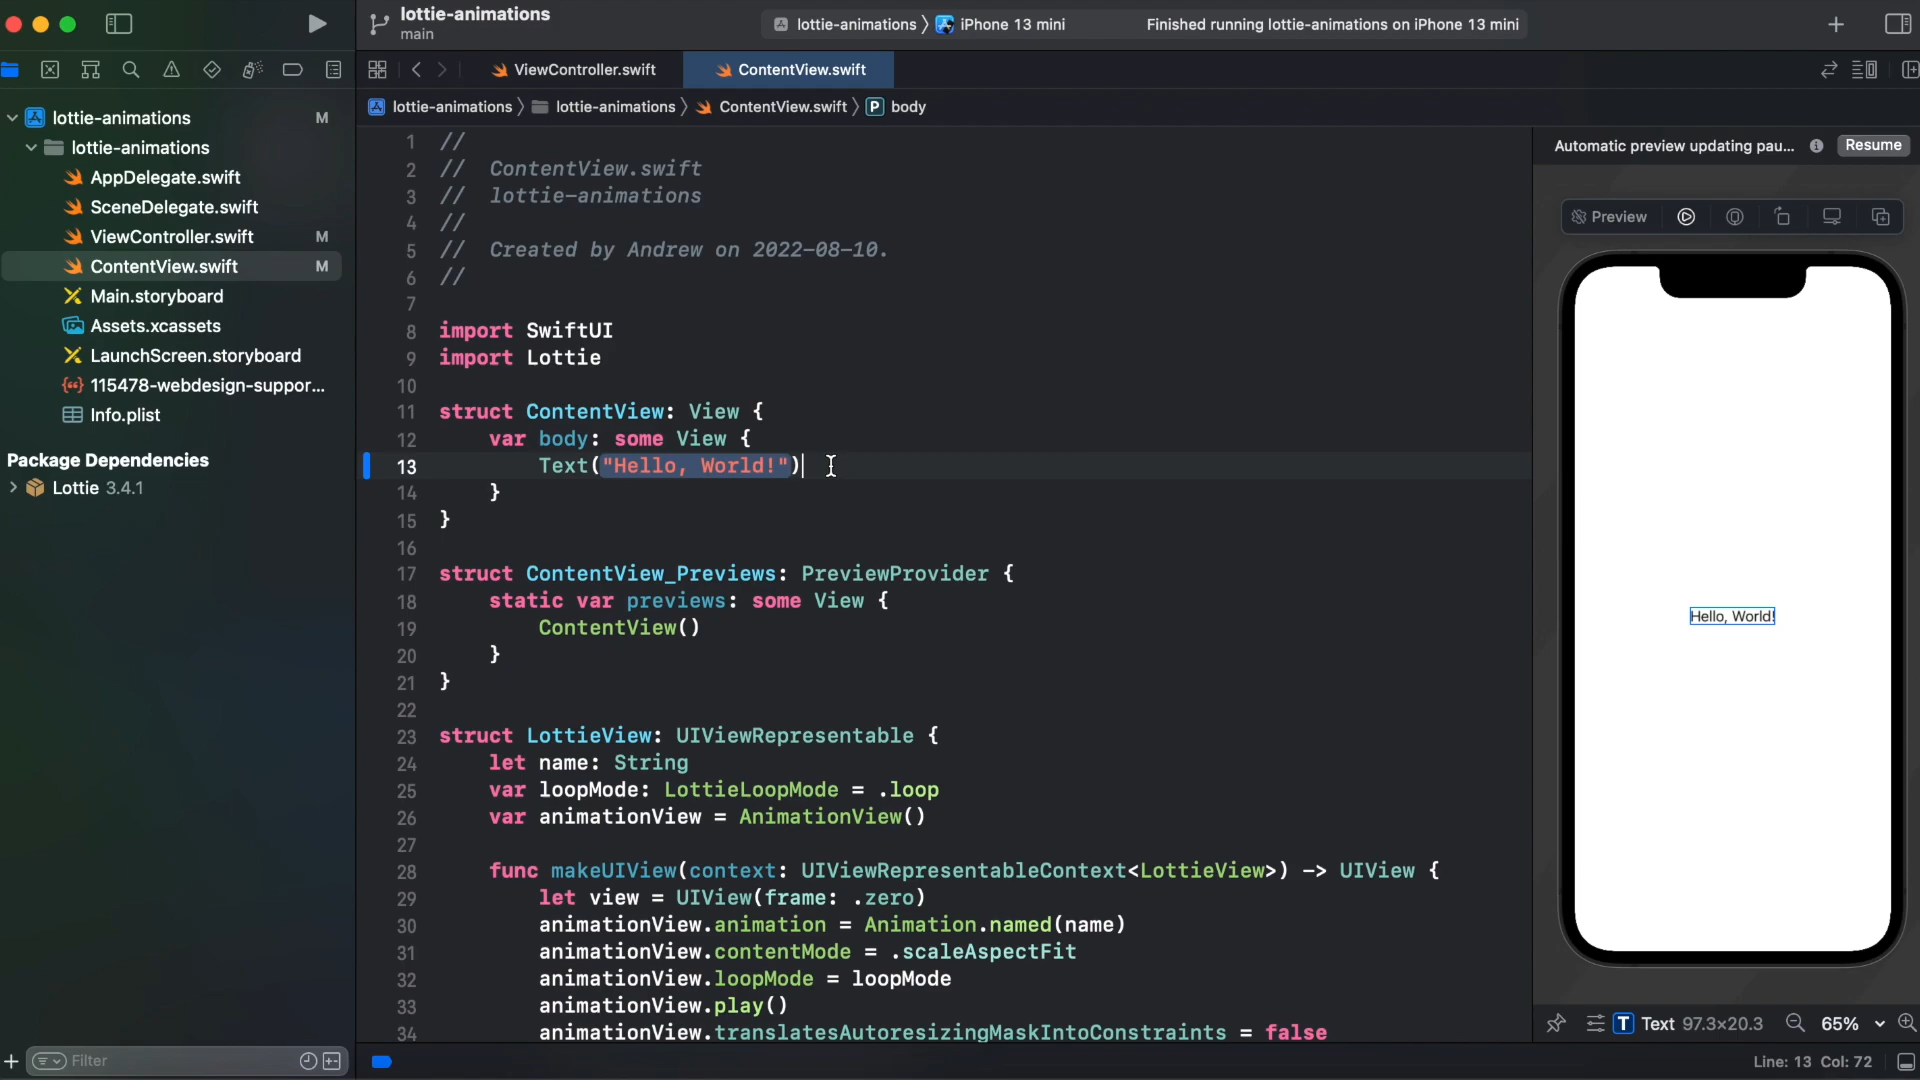 lottie-animations
main
lottie-animations 〉 iPhone 13 mini
Finished running lottie-animations on iPhone 13 mini
ViewController.swift
ContentView.swift
lottie-animations 〉 lottie-animations 〉 ContentView.swift 〉 P body
lottie-animations M
lottie-animations
AppDelegate.swift
SceneDelegate.swift
ViewController.swift M
ContentView.swift M
Main.storyboard
Assets.xcassets
LaunchScreen.storyboard
115478-webdesign-suppor...
Info.plist
Package Dependencies
Lottie 3.4.1
Filter
1 //
2 // ContentView.swift
3 // lottie-animations
4 //
5 // Created by Andrew on 2022-08-10.
6 //
7
8 import SwiftUI
9 import Lottie
10
11 struct ContentView: View {
12 var body: some View {
13 Text("Hello, World!")
14 }
15 }
16
17 struct ContentView_Previews: PreviewProvider {
18 static var previews: some View {
19 ContentView()
20 }
21 }
22
23 struct LottieView: UIViewRepresentable {
24 let name: String
25 var loopMode: LottieLoopMode = .loop
26 var animationView = AnimationView()
27
28 func makeUIView(context: UIViewRepresentableContext<LottieView>) -> UIView {
29 let view = UIView(frame: .zero)
30 animationView.animation = Animation.named(name)
31 animationView.contentMode = .scaleAspectFit
32 animationView.loopMode = loopMode
33 animationView.play()
34 animationView.translatesAutoresizingMaskIntoConstraints = false
Automatic preview updating pau... Resume
Preview
Hello, World!
T Text 97.3×20.3 65%
Line: 13 Col: 72